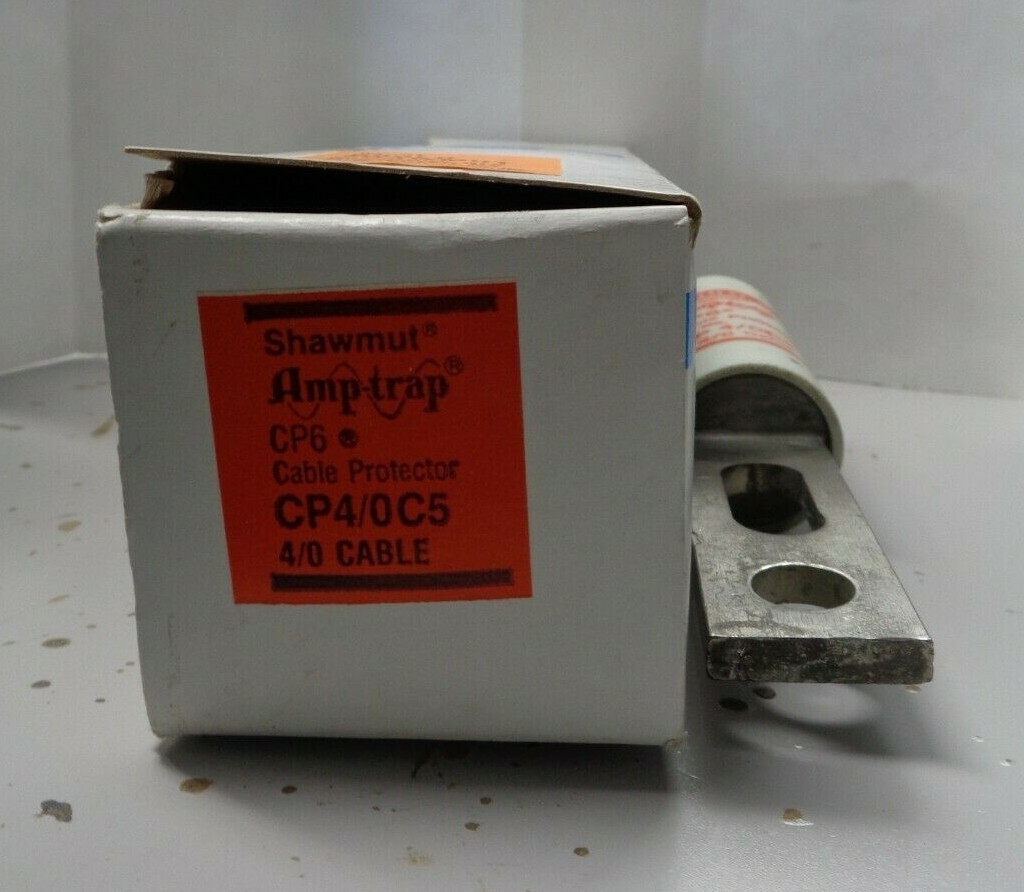 Shawmut®
Amp-trap®
CP6 ®
Cable Protector
CP4/0C5
4/0 CABLE